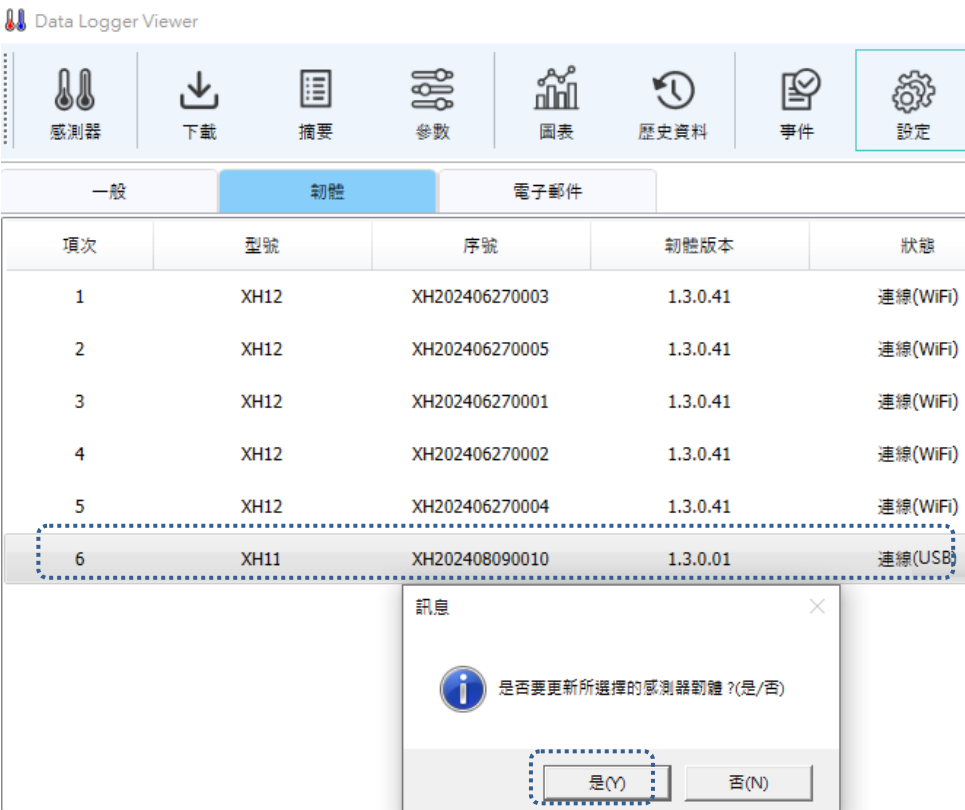 Data Logger Viewer
感測器 下載 摘要 參數 圖表 歷史資料 事件 設定
一般 韌體 電子郵件
項次 型號 序號 韌體版本 狀態
1 XH12 XH202406270003 1.3.0.41 連線(WiFi)
2 XH12 XH202406270005 1.3.0.41 連線(WiFi)
3 XH12 XH202406270001 1.3.0.41 連線(WiFi)
4 XH12 XH202406270002 1.3.0.41 連線(WiFi)
5 XH12 XH202406270004 1.3.0.41 連線(WiFi)
6 XH11 XH202408090010 1.3.0.01 連線(USB)
訊息
是否要更新所選擇的感測器韌體 ?(是/否)
是(Y) 否(N)